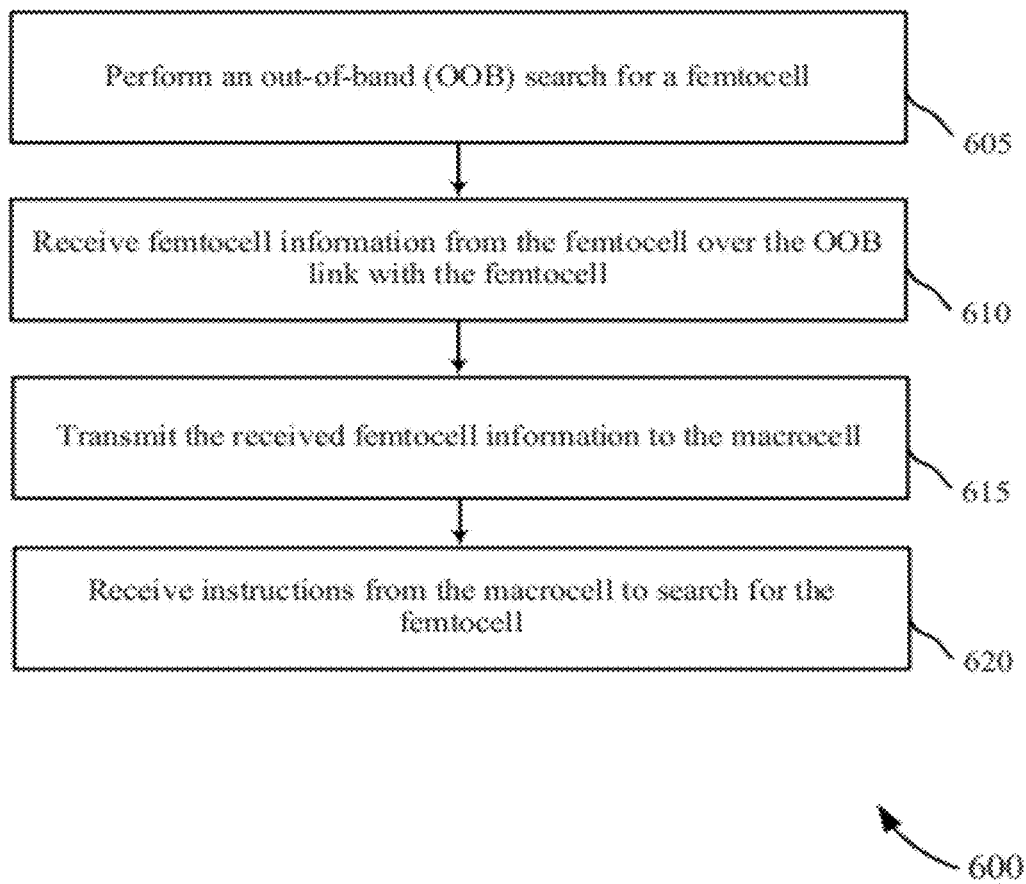 Perform an out-of-band (OOB) search for a femtocell
605
Receive femtocell information from the femtocell over the OOB
link with the femtocell
610
Transmit the received femtocell information to the macrocell
615
Receive instructions from the macrocell to search for the
femtocell
620
600